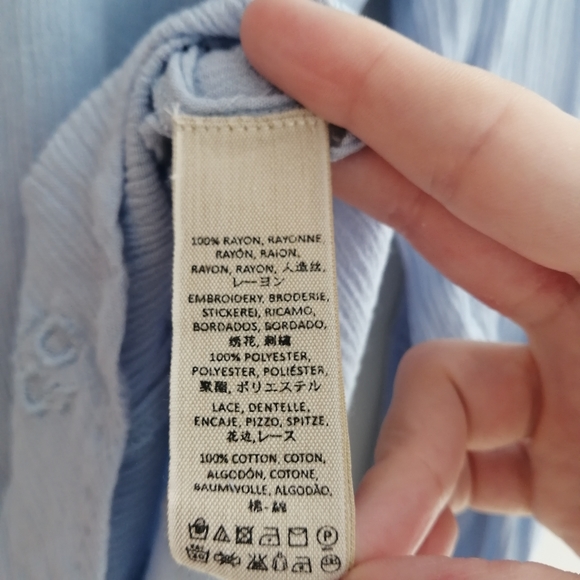 100% RAYON, RAYONNE,
RAYÓN, RAION,
RAYON, RAYON, 人造丝,
レーヨン
EMBROIDERY, BRODERIE,
STICKEREI, RICAMO,
BORDADOS, BORDADO,
绣花, 刺繍
100% POLYESTER,
POLYESTER, POLIÉSTER,
聚酯, ポリエステル
LACE, DENTELLE,
ENCAJE, PIZZO, SPITZE,
花边, レース
100% COTTON, COTON,
ALGODÓN, COTONE,
BAUMWOLLE, ALGODÃO,
棉, 綿
P